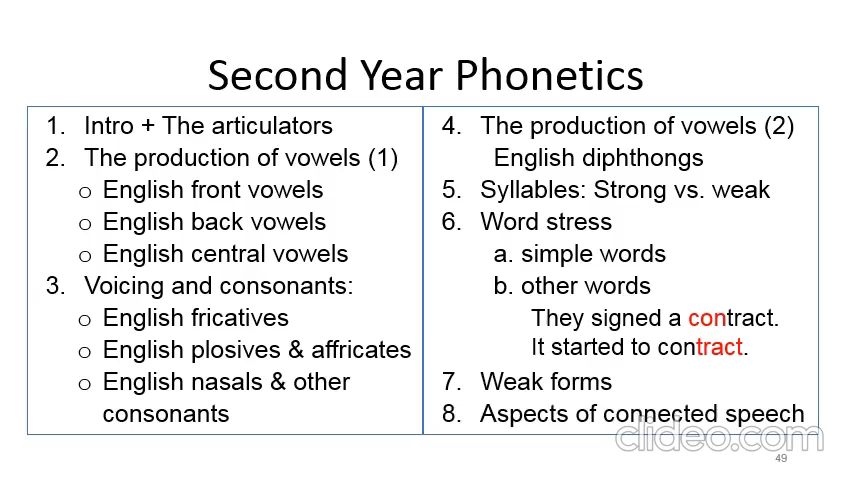 Second Year Phonetics
1. Intro + The articulators
2. The production of vowels (1)
o English front vowels
o English back vowels
o English central vowels
3. Voicing and consonants:
o English fricatives
o English plosives & affricates
o English nasals & other
consonants
4. The production of vowels (2)
English diphthongs
5. Syllables: Strong vs. weak
6. Word stress
a. simple words
b. other words
They signed a contract.
It started to contract.
7. Weak forms
8. Aspects of connected speech
clideo.com
49